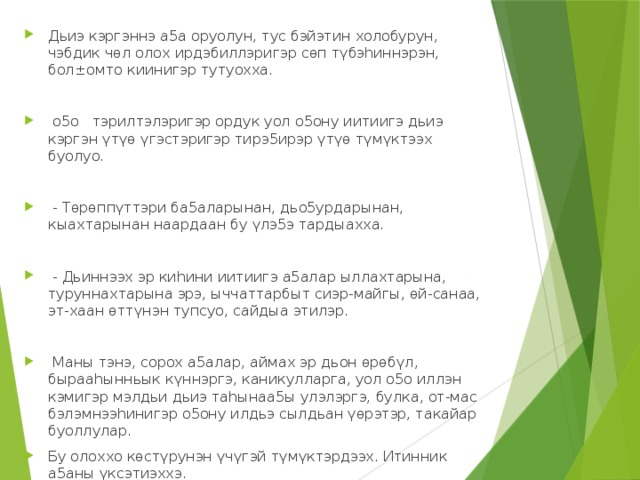 Дьиэ кэргэннэ а5а оруолун, тус бэйэтин холобурун,
чэбдик чөл олох ирдэбиллэригэр сөп түбэһиннэрэн,
бол±омто киинигэр тутуохха.
о5о тэрилтэлэригэр ордук уол о5ону иитиигэ дьиэ
кэргэн үтүө үгэстэригэр тирэ5ирэр үтүө түмүктээх
буолуо.
- Төрөппүттэри ба5аларынан, дьо5урдарынан,
кыахтарынан наардаан бу үлэ5э тардыахха.
- Дьиннээх эр киһини иитиигэ а5алар ыллахтарына,
туруннахтарына эрэ, ыччаттарбыт сиэр-майгы, өй-санаа,
эт-хаан өттүнэн тупсуо, сайдыа этилэр.
Маны тэнэ, сорох а5алар, аймах эр дьон өрөбүл,
бырааһынньык күннэргэ, каникулларга, уол о5о иллэн
кэмигэр мэлдьи дьиэ таһынаа5ы улэлэргэ, булка, от-мас
бэлэмнээһинигэр о5ону илдьэ сылдьан үөрэтэр, такайар
буоллулар.
Бу олоххо көстүрунэн үчүгэй түмүктэрдээх. Итинник
а5аны үксэтиэххэ.